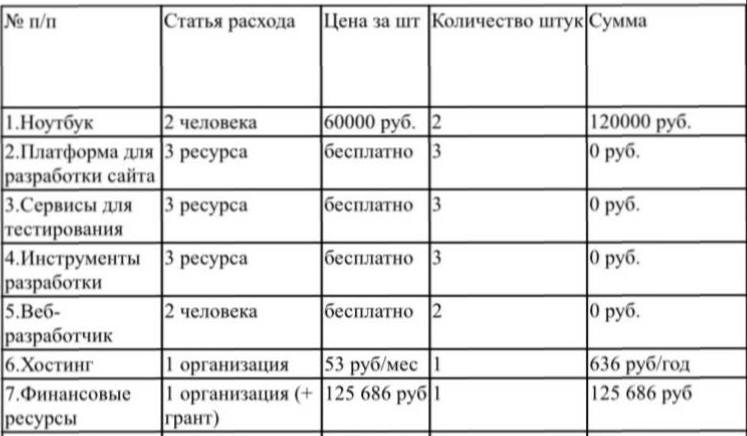 № п/п Статья расхода Цена за шт Количество штук Сумма
1.Ноутбук 2 человека 60000 руб. 2 120000 руб.
2.Платформа для 3 ресурса бесплатно 3 0 руб.
разработки сайта
3.Сервисы для 3 ресурса бесплатно 3 0 руб.
тестирования
4.Инструменты 3 ресурса бесплатно 3 0 руб.
разработки
5.Веб- 2 человека бесплатно 2 0 руб.
разработчик
6.Хостинг 1 организация 53 руб/мес 1 636 руб/год
7.Финансовые 1 организация (+ 125 686 руб 1 125 686 руб
ресурсы грант)